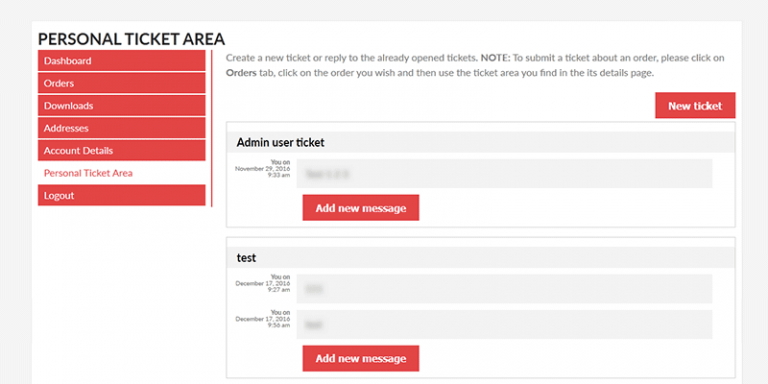 PERSONAL TICKET AREA
Dashboard
Orders
Downloads
Addresses
Account Details
Personal Ticket Area
Logout
Create a new ticket or reply to the already opened tickets. NOTE: To submit a ticket about an order, please click on
Orders tab, click on the order you wish and then use the ticket area you find in the its details page.
New ticket
Admin user ticket
You on
November 29, 2016
9:33 am
Add new message
test
You on
December 17, 2016
9:27 am
You on
December 17, 2016
9:56 am
Add new message